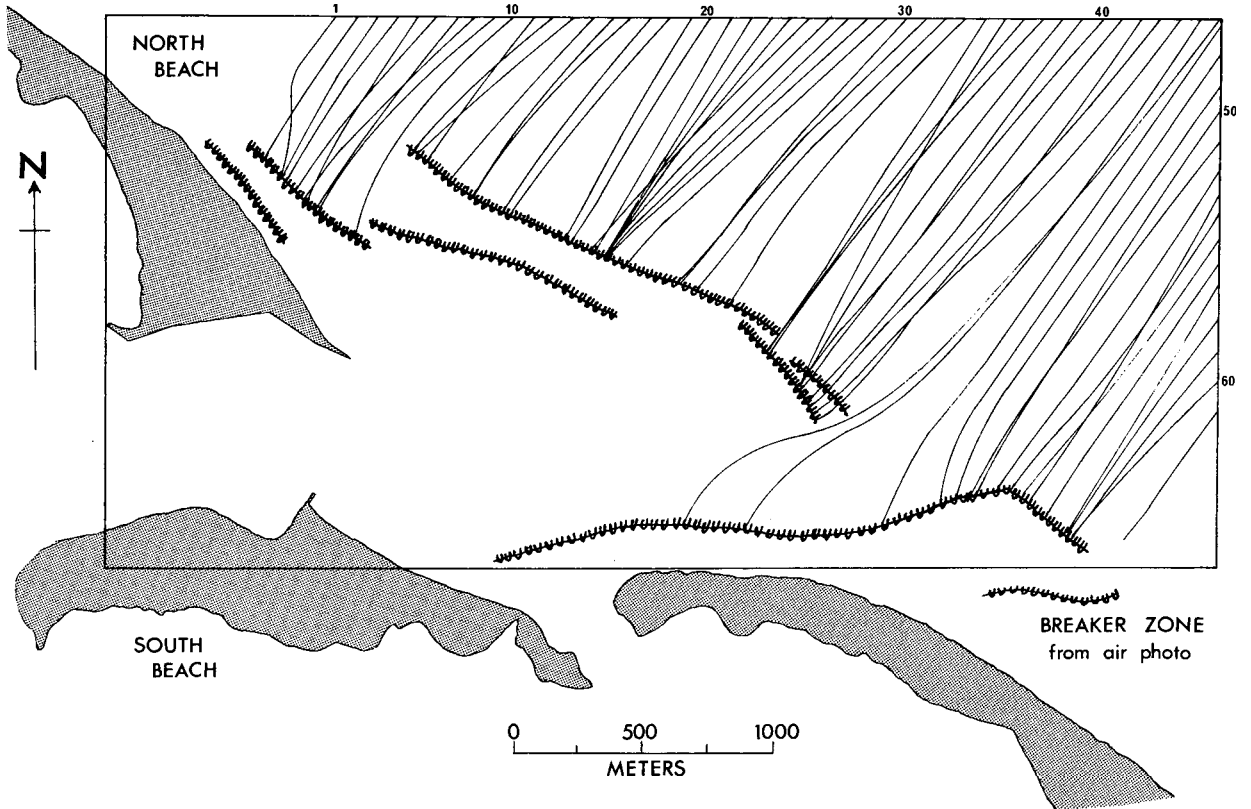 1 10 20 30 40
NORTH
BEACH
50
N
60
SOUTH
BEACH
BREAKER ZONE
from air photo
0 500 1000
METERS